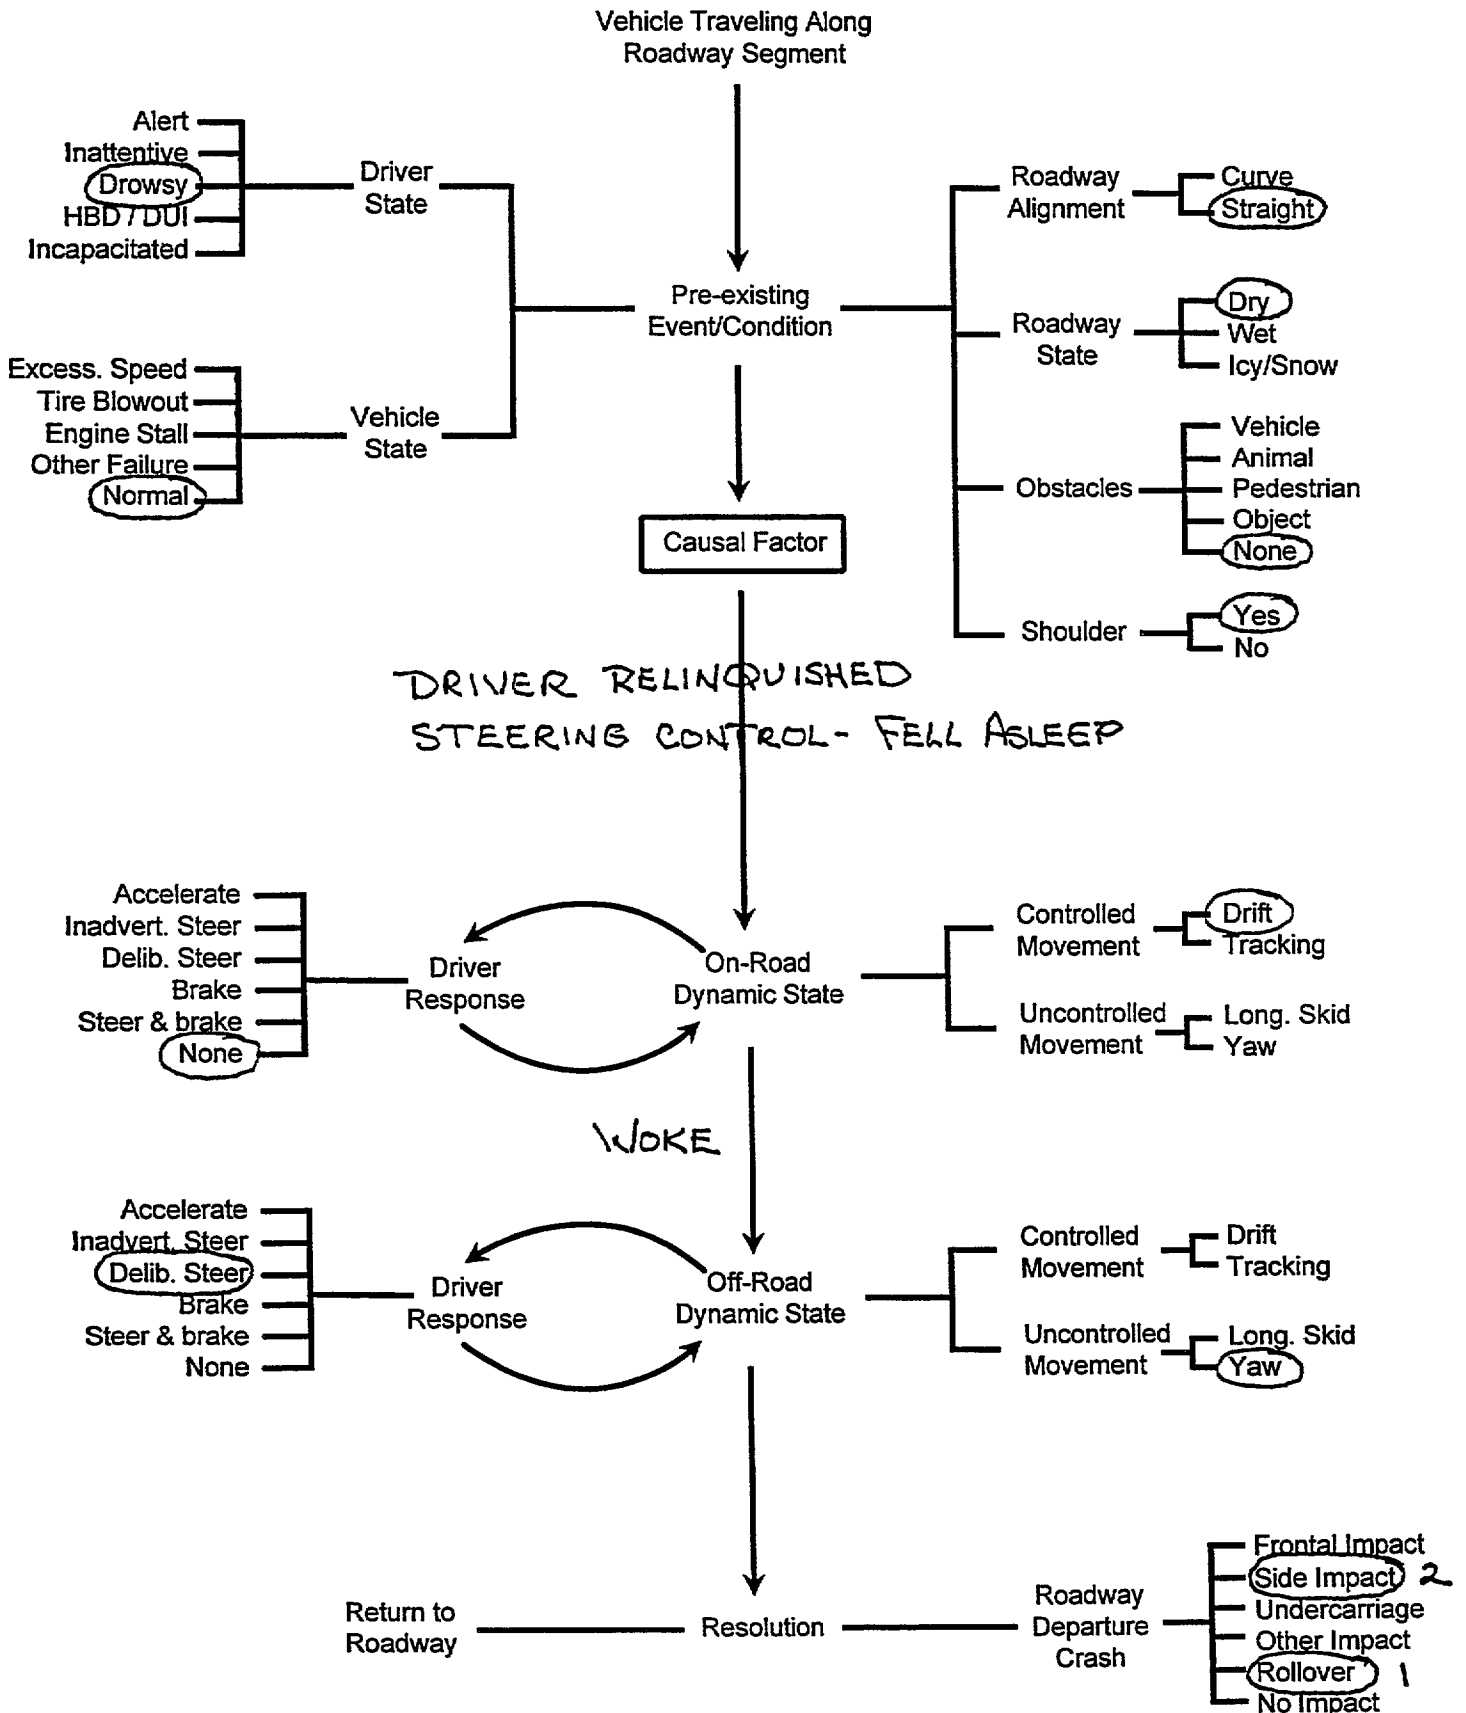 Vehicle Traveling Along
Roadway Segment
Alert
Inattentive
Drowsy
HBD / DUI
Incapacitated
Driver
State
Excess. Speed
Tire Blowout
Engine Stall
Other Failure
Normal
Vehicle
State
Pre-existing
Event/Condition
Roadway
Alignment
Curve
Straight
Roadway
State
Dry
Wet
Icy/Snow
Obstacles
Vehicle
Animal
Pedestrian
Object
None
Shoulder
Yes
No
Causal Factor
DRIVER RELINQUISHED
STEERING CONTROL - FELL ASLEEP
Accelerate
Inadvert. Steer
Delib. Steer
Brake
Steer & brake
None
Driver
Response
On-Road
Dynamic State
Controlled
Movement
Drift
Tracking
Uncontrolled
Movement
Long. Skid
Yaw
WOKE
Accelerate
Inadvert. Steer
Delib. Steer
Brake
Steer & brake
None
Driver
Response
Off-Road
Dynamic State
Controlled
Movement
Drift
Tracking
Uncontrolled
Movement
Long. Skid
Yaw
Return to
Roadway
Resolution
Roadway
Departure
Crash
Frontal Impact
Side Impact 2
Undercarriage
Other Impact
Rollover 1
No Impact